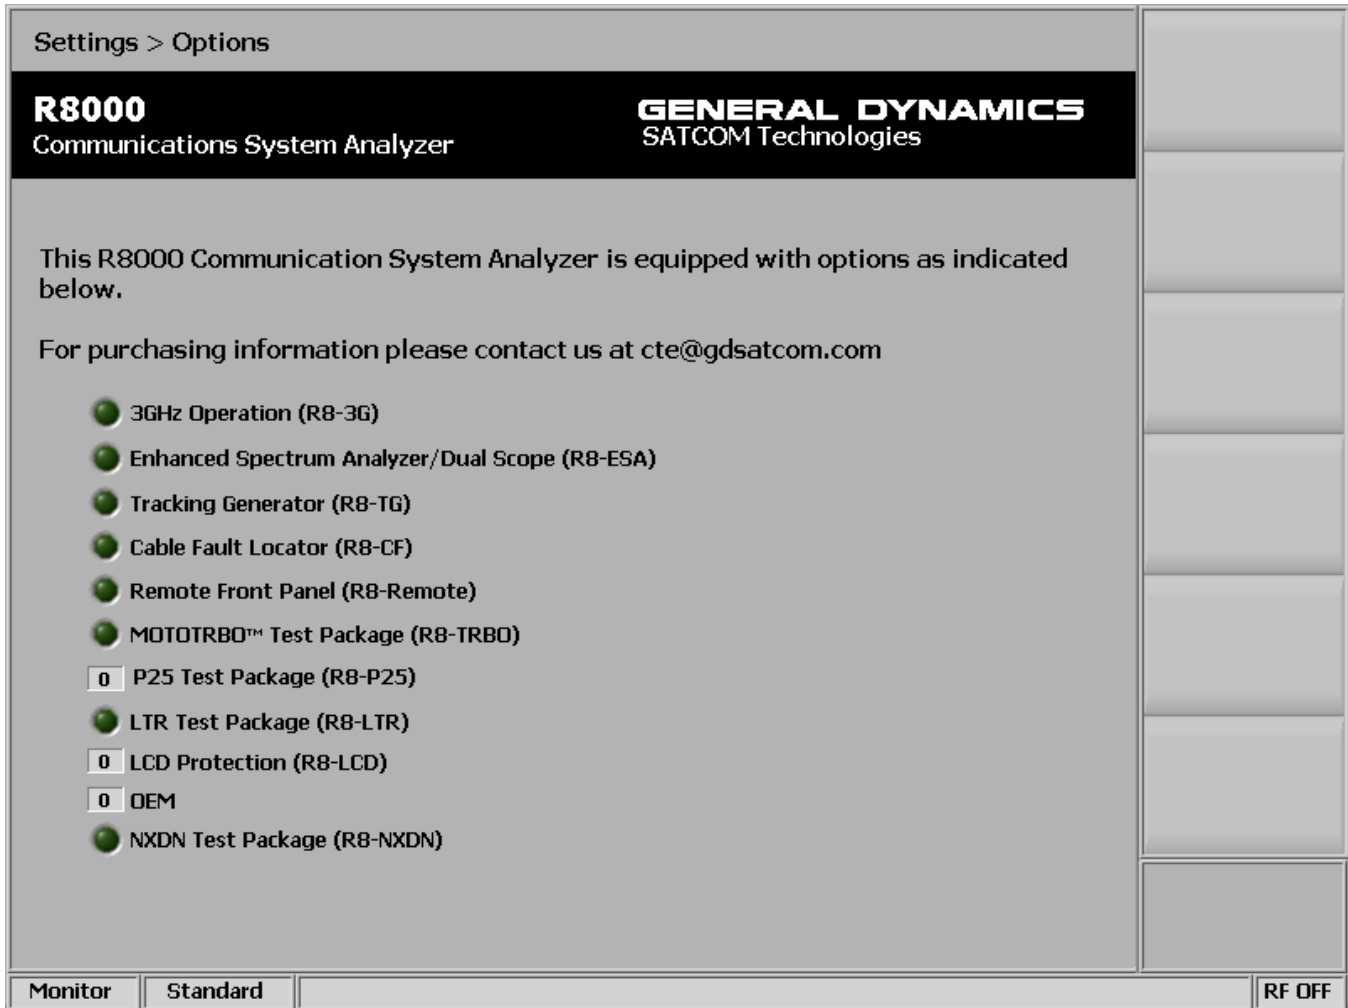 Settings > Options
R8000
Communications System Analyzer
GENERAL DYNAMICS
SATCOM Technologies
This R8000 Communication System Analyzer is equipped with options as indicated
below.
For purchasing information please contact us at cte@gdsatcom.com
3GHz Operation (R8-3G)
Enhanced Spectrum Analyzer/Dual Scope (R8-ESA)
Tracking Generator (R8-TG)
Cable Fault Locator (R8-CF)
Remote Front Panel (R8-Remote)
MOTOTRBO™ Test Package (R8-TRBO)
0 P25 Test Package (R8-P25)
LTR Test Package (R8-LTR)
0 LCD Protection (R8-LCD)
0 OEM
NXDN Test Package (R8-NXDN)
Monitor Standard RF OFF